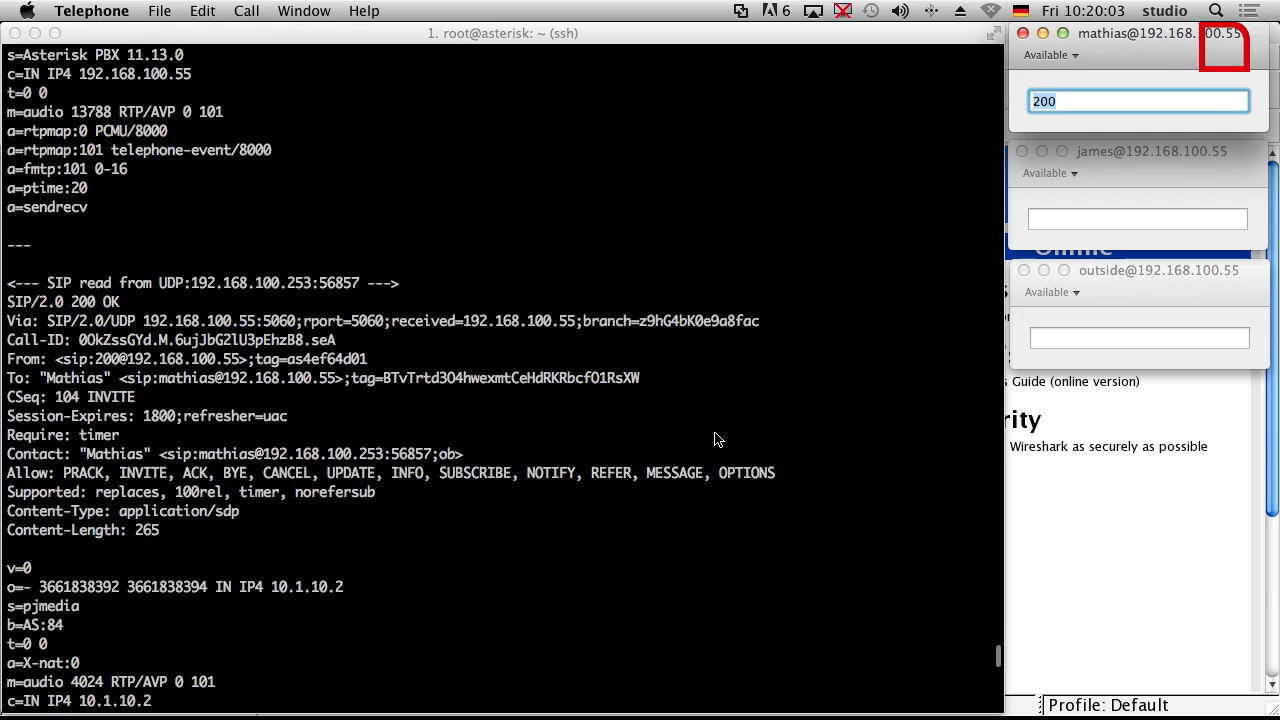 Telephone File Edit Call Window Help 6 Fri 10:20:03 studio
1. root@asterisk: ~ (ssh)
s=Asterisk PBX 11.13.0
c=IN IP4 192.168.100.55
t=0 0
m=audio 13788 RTP/AVP 0 101
a=rtpmap:0 PCMU/8000
a=rtpmap:101 telephone-event/8000
a=fmtp:101 0-16
a=ptime:20
a=sendrecv
---
<--- SIP read from UDP:192.168.100.253:56857 --->
SIP/2.0 200 OK
Via: SIP/2.0/UDP 192.168.100.55:5060;rport=5060;received=192.168.100.55;branch=z9hG4bK0e9a8fac
Call-ID: 0OkZssGYd.M.6ujJbG2lU3pEhzB8.seA
From: <sip:200@192.168.100.55>;tag=as4ef64d01
To: "Mathias" <sip:mathias@192.168.100.55>;tag=BTvTrtd3O4hwexmtCeHdRKRbcfO1RsXW
CSeq: 104 INVITE
Session-Expires: 1800;refresher=uac
Require: timer
Contact: "Mathias" <sip:mathias@192.168.100.253:56857;ob>
Allow: PRACK, INVITE, ACK, BYE, CANCEL, UPDATE, INFO, SUBSCRIBE, NOTIFY, REFER, MESSAGE, OPTIONS
Supported: replaces, 100rel, timer, norefersub
Content-Type: application/sdp
Content-Length: 265
v=0
o=- 3661838392 3661838394 IN IP4 10.1.10.2
s=pjmedia
b=AS:84
t=0 0
a=X-nat:0
m=audio 4024 RTP/AVP 0 101
c=IN IP4 10.1.10.2
mathias@192.168.100.55
Available
200
james@192.168.100.55
Available
Online
outside@192.168.100.55
Available
s Guide (online version)
rity
Wireshark as securely as possible
Profile: Default